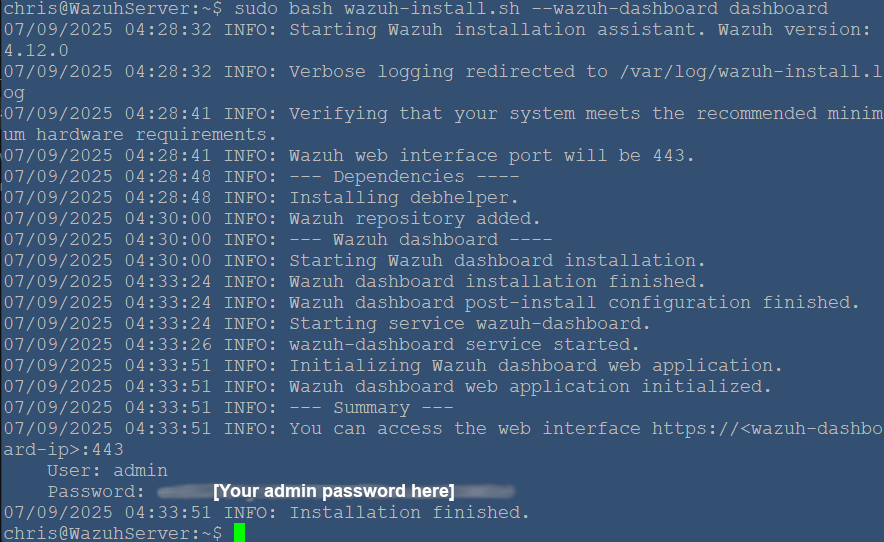 chris@WazuhServer:~$ sudo bash wazuh-install.sh --wazuh-dashboard dashboard
07/09/2025 04:28:32 INFO: Starting Wazuh installation assistant. Wazuh version:
4.12.0
07/09/2025 04:28:32 INFO: Verbose logging redirected to /var/log/wazuh-install.l
og
07/09/2025 04:28:41 INFO: Verifying that your system meets the recommended minim
um hardware requirements.
07/09/2025 04:28:41 INFO: Wazuh web interface port will be 443.
07/09/2025 04:28:48 INFO: --- Dependencies ----
07/09/2025 04:28:48 INFO: Installing debhelper.
07/09/2025 04:30:00 INFO: Wazuh repository added.
07/09/2025 04:30:00 INFO: --- Wazuh dashboard ----
07/09/2025 04:30:00 INFO: Starting Wazuh dashboard installation.
07/09/2025 04:33:24 INFO: Wazuh dashboard installation finished.
07/09/2025 04:33:24 INFO: Wazuh dashboard post-install configuration finished.
07/09/2025 04:33:24 INFO: Starting service wazuh-dashboard.
07/09/2025 04:33:26 INFO: wazuh-dashboard service started.
07/09/2025 04:33:51 INFO: Initializing Wazuh dashboard web application.
07/09/2025 04:33:51 INFO: Wazuh dashboard web application initialized.
07/09/2025 04:33:51 INFO: --- Summary ---
07/09/2025 04:33:51 INFO: You can access the web interface https://<wazuh-dashbo
ard-ip>:443
    User: admin
    Password: [Your admin password here]
07/09/2025 04:33:51 INFO: Installation finished.
chris@WazuhServer:~$